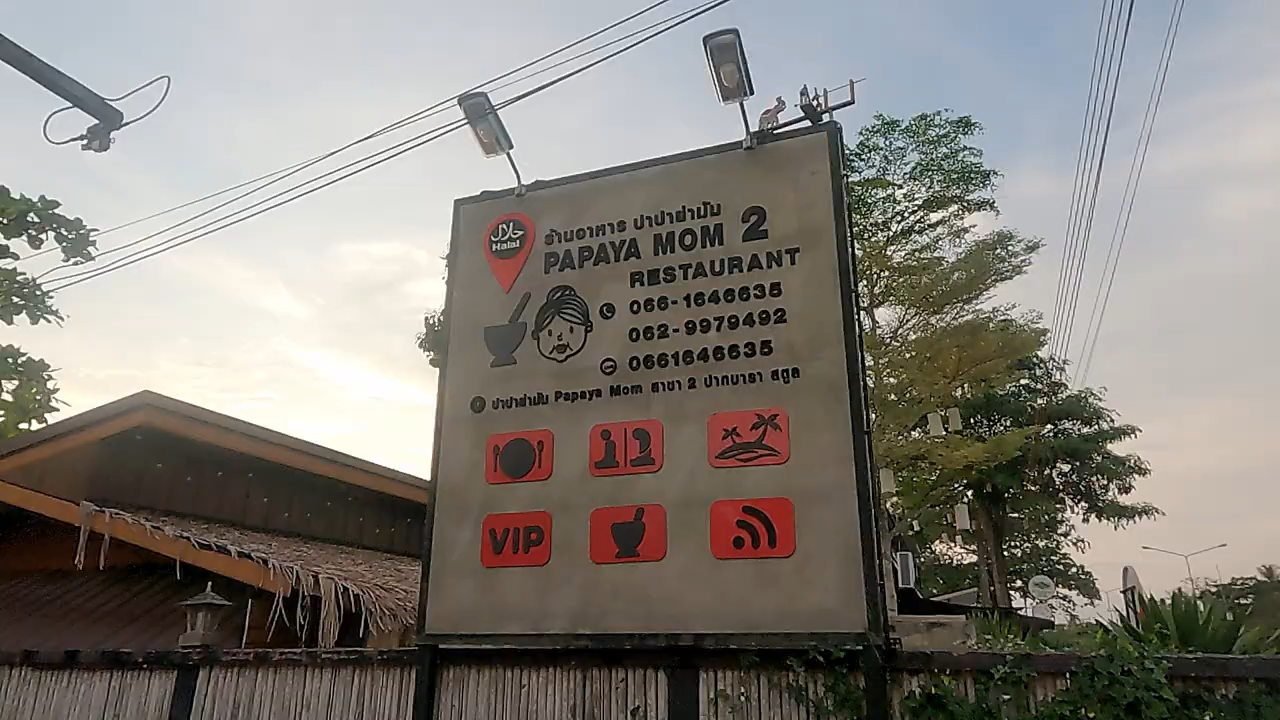 حلال
Halal
ร้านอาหาร ปาปาย่ามัม
PAPAYA MOM 2
RESTAURANT
066-1646635
062-9979492
0661646635
ปาปาย่ามัม Papaya Mom สาขา 2 ปากบารา สตูล
VIP